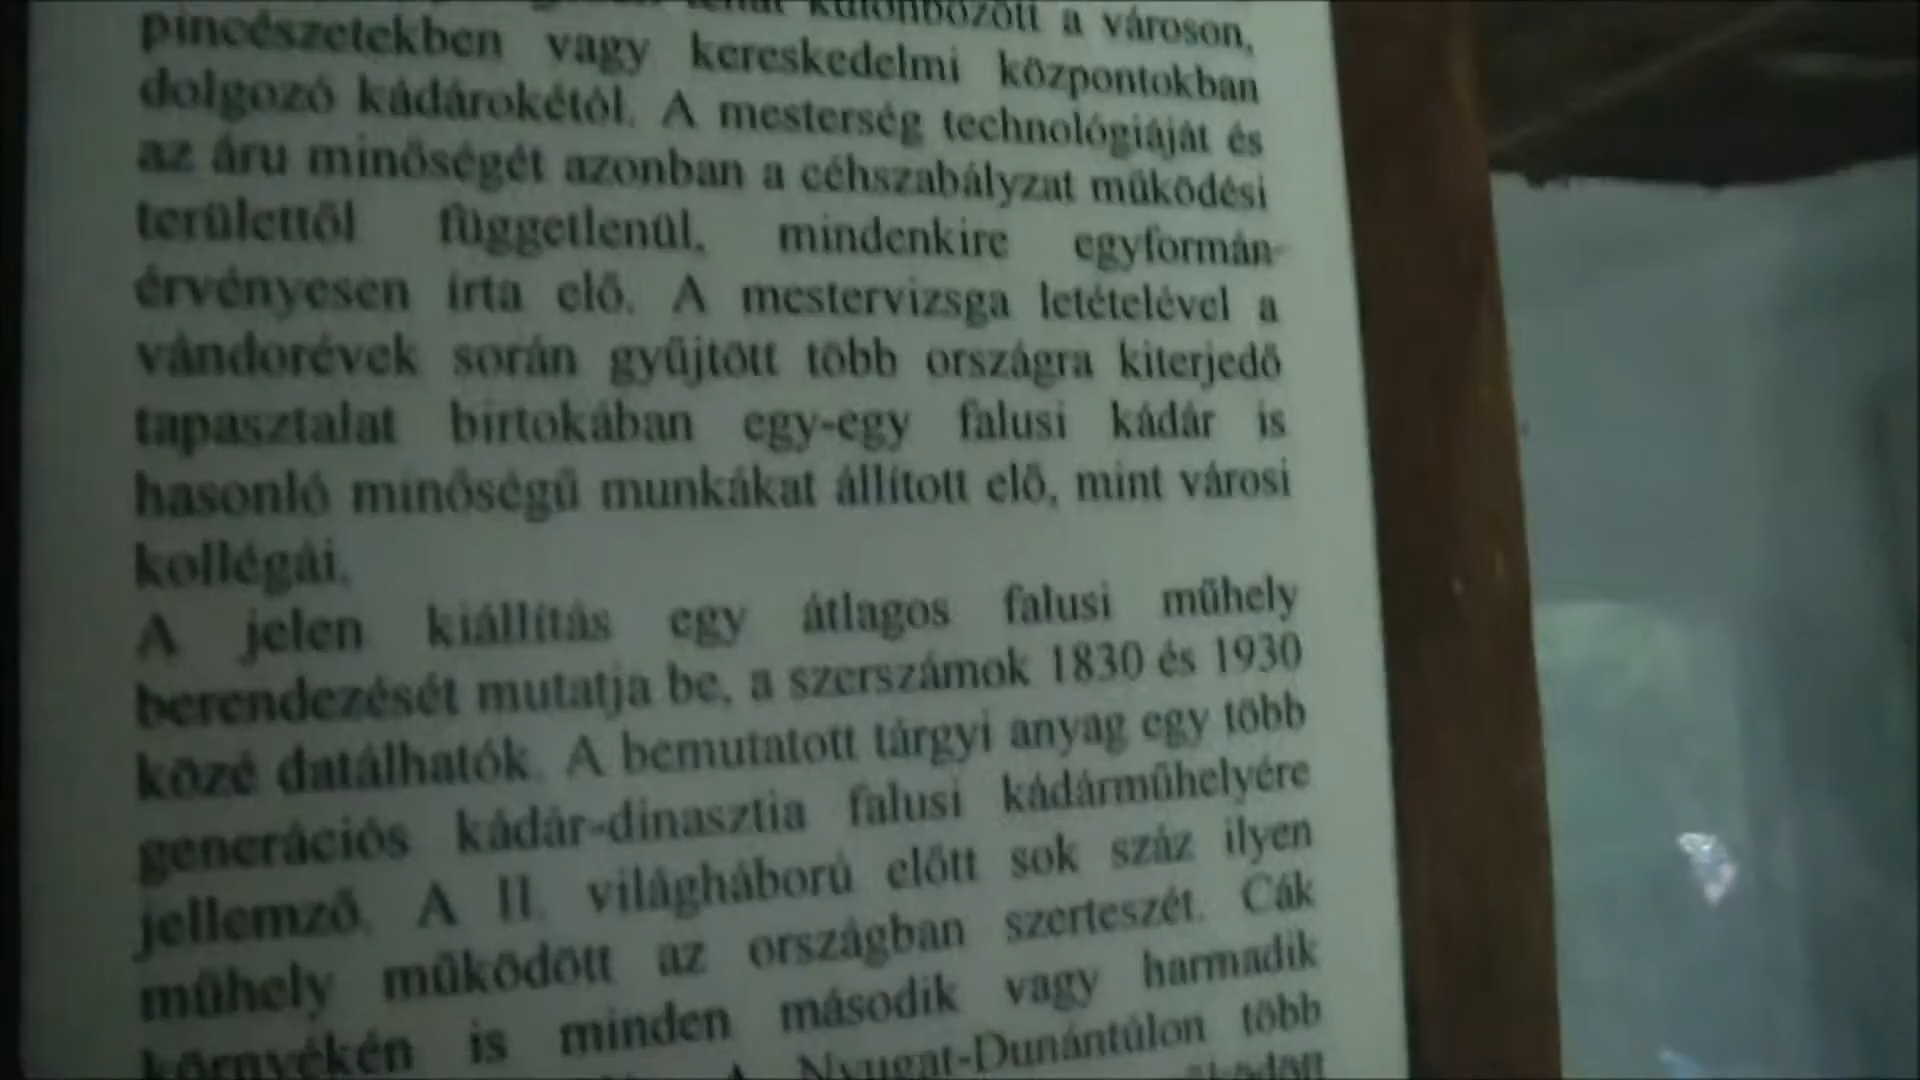 különbözött a városon,
pincészetekben vagy kereskedelmi központokban
dolgozó kádárokétól. A mesterség technológiáját és
az áru minőségét azonban a céhszabályzat működési
területtől függetlenül, mindenkire egyformán
érvényesen írta elő. A mestervizsga letételével a
vándorévek során gyűjtött több országra kiterjedő
tapasztalat birtokában egy-egy falusi kádár is
hasonló minőségű munkákat állított elő, mint városi
kollégái.
A jelen kiállítás egy átlagos falusi műhely
berendezését mutatja be, a szerszámok 1830 és 1930
közé datálhatók. A bemutatott tárgyi anyag egy több
generációs kádár-dinasztia falusi kádárműhelyére
jellemző. A II. világháború előtt sok száz ilyen
műhely működött az országban szerteszét. Cák
környékén is minden második vagy harmadik
A Nyugat-Dunántúlon több